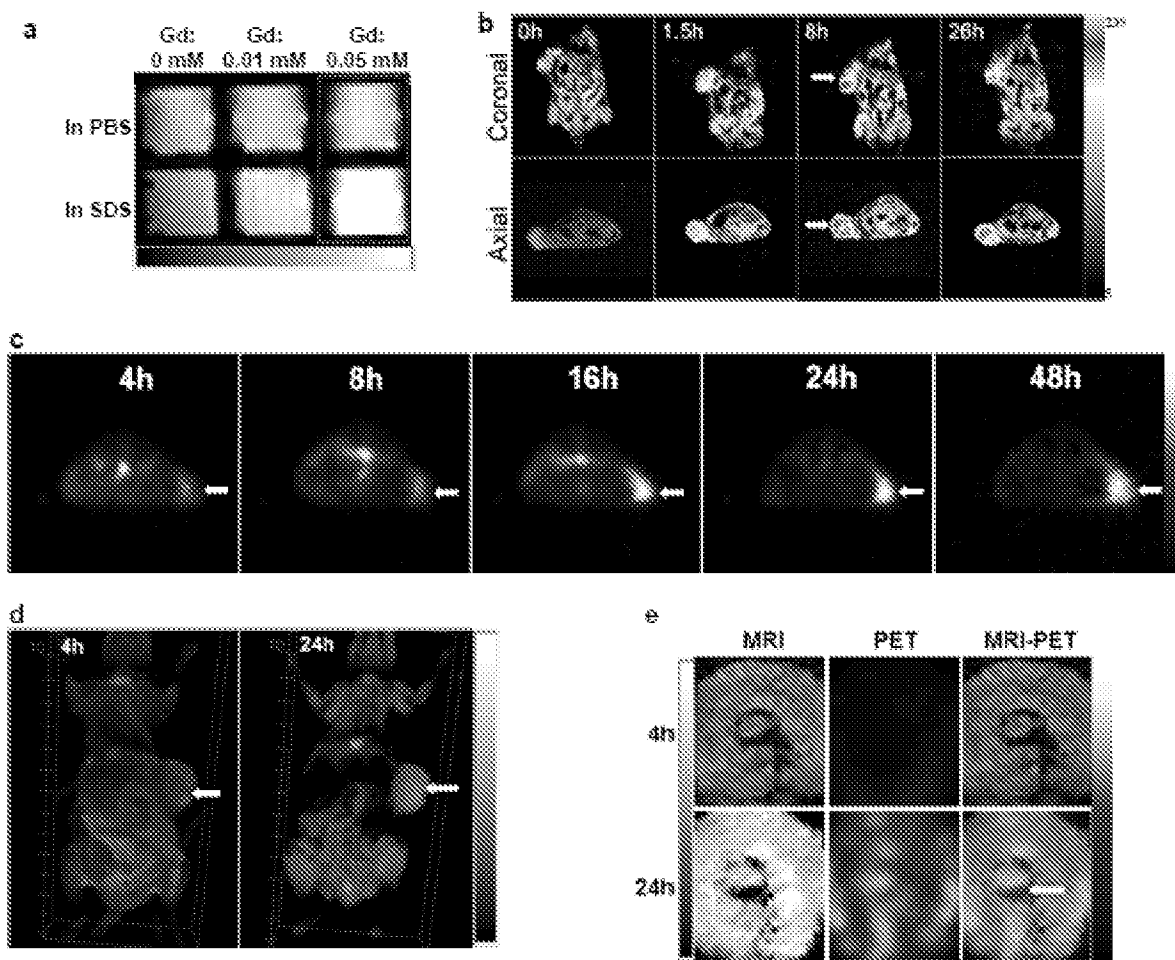 a
Gd: Gd: Gd:
0 mM 0.01 mM 0.05 mM
In PBS
In SDS
b
0h 1.5h 8h 26h
Coronal
Axial
c
4h 8h 16h 24h 48h
d
4h 24h
e
MRI PET MRI-PET
4h
24h